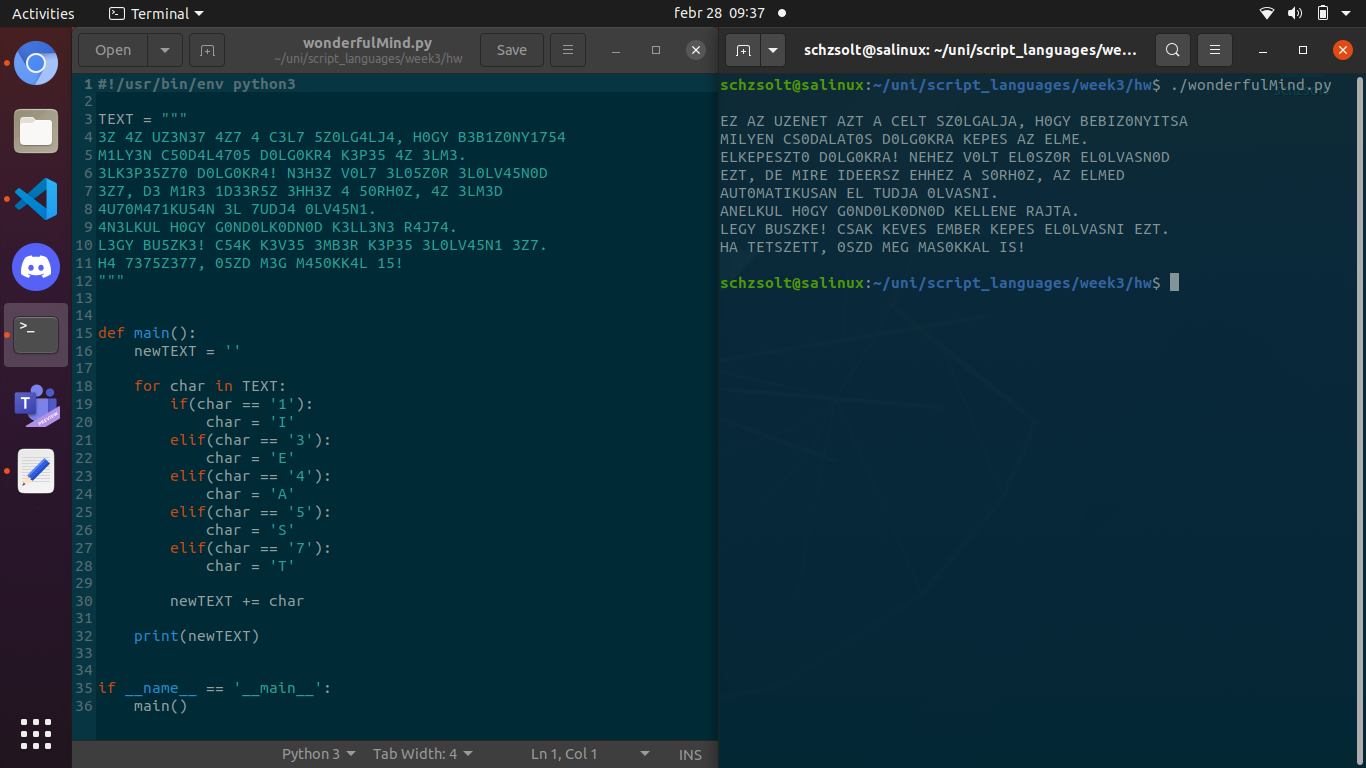 Activities
Terminal
febr 28 09:37
Open
wonderfulMind.py
~/uni/script_languages/week3/hw
Save
1 #!/usr/bin/env python3
2
3 TEXT = """
4 3Z 4Z UZ3N37 4Z7 4 C3L7 5Z0LG4LJ4, H0GY B3B1Z0NY1754
5 M1LY3N C50D4L4705 D0LG0KR4 K3P35 4Z 3LM3.
6 3LK3P35Z70 D0LG0KR4! N3H3Z V0L7 3L05Z0R 3L0LV45N0D
7 3Z7, D3 M1R3 1D33R5Z 3HH3Z 4 50RH0Z, 4Z 3LM3D
8 4U70M471KU54N 3L 7UDJ4 0LV45N1.
9 4N3LKUL H0GY G0ND0LK0DN0D K3LL3N3 R4J74.
10 L3GY BU5ZK3! C54K K3V35 3MB3R K3P35 3L0LV45N1 3Z7.
11 H4 7375Z377, 05ZD M3G M450KK4L 15!
12 """
13
14
15 def main():
16     newTEXT = ''
17
18     for char in TEXT:
19         if(char == '1'):
20             char = 'I'
21         elif(char == '3'):
22             char = 'E'
23         elif(char == '4'):
24             char = 'A'
25         elif(char == '5'):
26             char = 'S'
27         elif(char == '7'):
28             char = 'T'
29
30         newTEXT += char
31
32     print(newTEXT)
33
34
35 if __name__ == '__main__':
36     main()
Python 3
Tab Width: 4
Ln 1, Col 1
INS
schzsolt@salinux: ~/uni/script_languages/we...
schzsolt@salinux:~/uni/script_languages/week3/hw$ ./wonderfulMind.py
EZ AZ UZENET AZT A CELT SZ0LGALJA, H0GY BEBIZ0NYITSA
MILYEN CS0DALAT0S D0LG0KRA KEPES AZ ELME.
ELKEPESZT0 D0LG0KRA! NEHEZ V0LT EL0SZ0R EL0LVASN0D
EZT, DE MIRE IDEERSZ EHHEZ A S0RH0Z, AZ ELMED
AUT0MATIKUSAN EL TUDJA 0LVASNI.
ANELKUL H0GY G0ND0LK0DN0D KELLENE RAJTA.
LEGY BUSZKE! CSAK KEVES EMBER KEPES EL0LVASNI EZT.
HA TETSZETT, 0SZD MEG MAS0KKAL IS!
schzsolt@salinux:~/uni/script_languages/week3/hw$